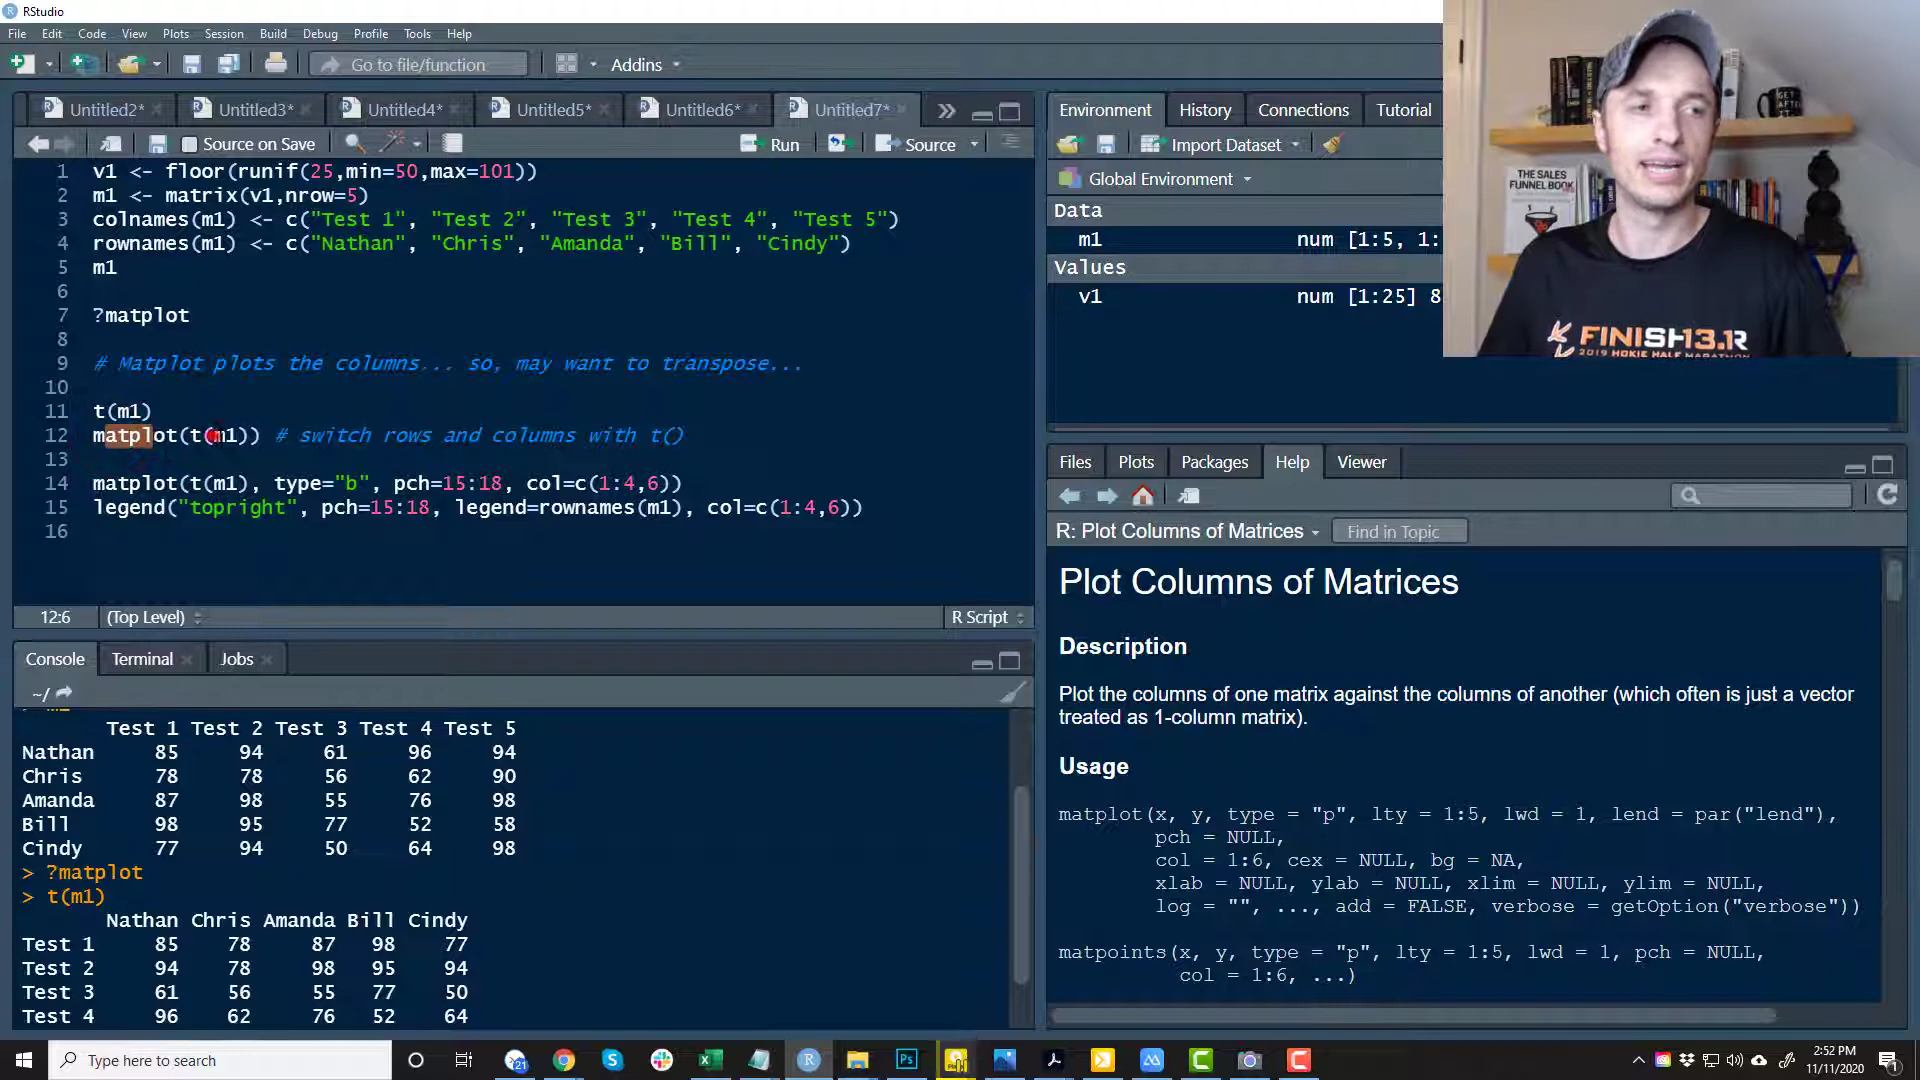 RStudio
File Edit Code View Plots Session Build Debug Profile Tools Help
Go to file/function Addins
Untitled2* Untitled3* Untitled4* Untitled5* Untitled6* Untitled7*
Source on Save Run Source
1 v1 <- floor(runif(25,min=50,max=101))
2 m1 <- matrix(v1,nrow=5)
3 colnames(m1) <- c("Test 1", "Test 2", "Test 3", "Test 4", "Test 5")
4 rownames(m1) <- c("Nathan", "Chris", "Amanda", "Bill", "Cindy")
5 m1
6
7 ?matplot
8
9 # Matplot plots the columns... so, may want to transpose...
10
11 t(m1)
12 matplot(t(m1)) # switch rows and columns with t()
13
14 matplot(t(m1), type="b", pch=15:18, col=c(1:4,6))
15 legend("topright", pch=15:18, legend=rownames(m1), col=c(1:4,6))
16
12:6 (Top Level) R Script
Console Terminal Jobs
~/
Test 1 Test 2 Test 3 Test 4 Test 5
Nathan 85 94 61 96 94
Chris 78 78 56 62 90
Amanda 87 98 55 76 98
Bill 98 95 77 52 58
Cindy 77 94 50 64 98
> ?matplot
> t(m1)
Nathan Chris Amanda Bill Cindy
Test 1 85 78 87 98 77
Test 2 94 78 98 95 94
Test 3 61 56 55 77 50
Test 4 96 62 76 52 64
Environment History Connections Tutorial
Import Dataset
Global Environment
Data
m1 num [1:5, 1:
Values
v1 num [1:25] 8
THE SALES
FUNNEL BOOK
GET
AFTER
FINISH13.1R
2019 HOKIE HALF MARATHON
Files Plots Packages Help Viewer
R: Plot Columns of Matrices Find in Topic
Plot Columns of Matrices
Description
Plot the columns of one matrix against the columns of another (which often is just a vector
treated as 1-column matrix).
Usage
matplot(x, y, type = "p", lty = 1:5, lwd = 1, lend = par("lend"),
pch = NULL,
col = 1:6, cex = NULL, bg = NA,
xlab = NULL, ylab = NULL, xlim = NULL, ylim = NULL,
log = "", ..., add = FALSE, verbose = getOption("verbose"))
matpoints(x, y, type = "p", lty = 1:5, lwd = 1, pch = NULL,
col = 1:6, ...)
Type here to search
21
2:52 PM
11/11/2020
1